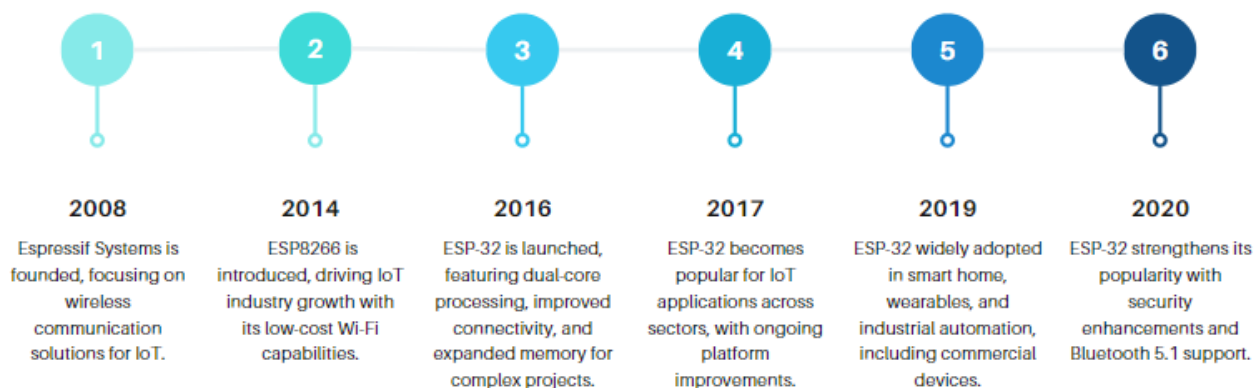 1
2
3
4
5
6
2008
Espressif Systems is
founded, focusing on
wireless
communication
solutions for IoT.
2014
ESP8266 is
introduced, driving IoT
industry growth with
its low-cost Wi-Fi
capabilities.
2016
ESP-32 is launched,
featuring dual-core
processing, improved
connectivity, and
expanded memory for
complex projects.
2017
ESP-32 becomes
popular for IoT
applications across
sectors, with ongoing
platform
improvements.
2019
ESP-32 widely adopted
in smart home,
wearables, and
industrial automation,
including commercial
devices.
2020
ESP-32 strengthens its
popularity with
security
enhancements and
Bluetooth 5.1 support.